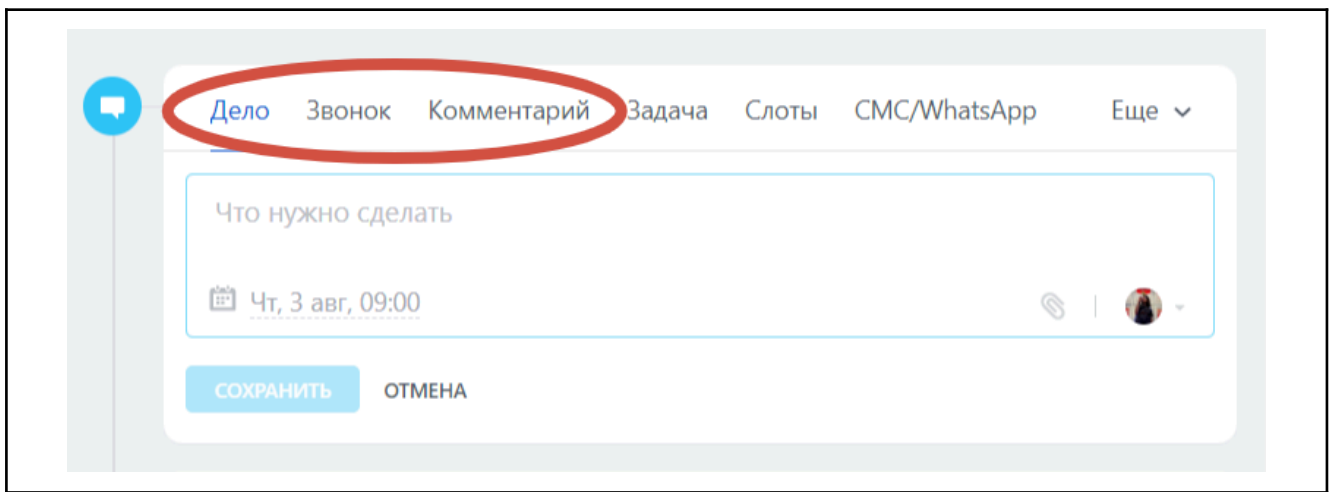 Дело Звонок Комментарий Задача Слоты СМС/WhatsApp Еще
Что нужно сделать
Чт, 3 авг, 09:00
СОХРАНИТЬ ОТМЕНА